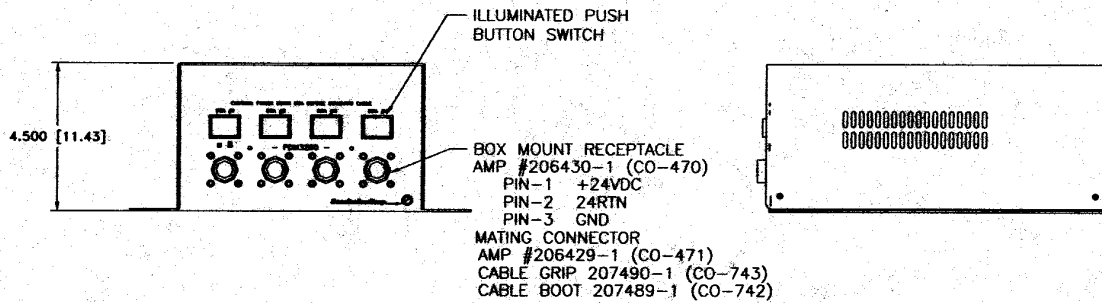 ILLUMINATED PUSH
BUTTON SWITCH
4.500 [11.43]
BOX MOUNT RECEPTACLE
AMP #206430-1 (CO-470)
PIN-1 +24VDC
PIN-2 24RTN
PIN-3 GND
MATING CONNECTOR
AMP #206429-1 (CO-471)
CABLE GRIP 207490-1 (CO-743)
CABLE BOOT 207489-1 (CO-742)